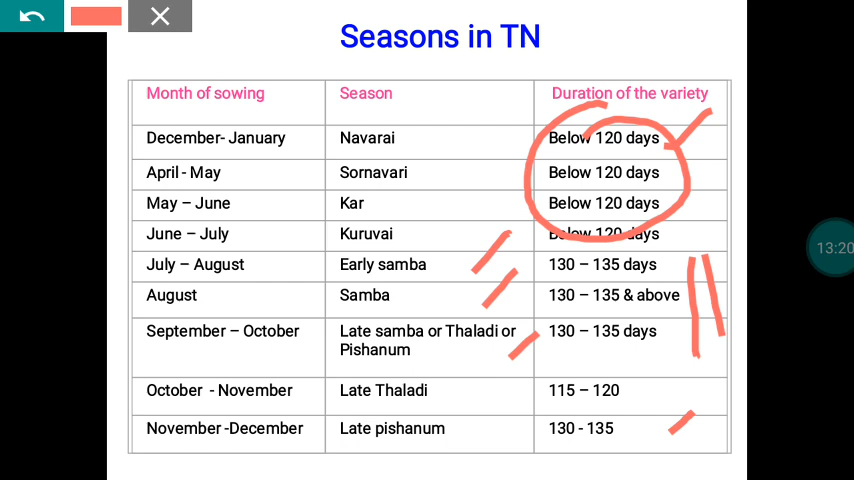 Seasons in TN
Month of sowing Season Duration of the variety
December- January Navarai Below 120 days
April - May Sornavari Below 120 days
May – June Kar Below 120 days
June – July Kuruvai Below 120 days
July – August Early samba 130 – 135 days
August Samba 130 – 135 & above
September – October Late samba or Thaladi or 130 – 135 days
Pishanum
October - November Late Thaladi 115 – 120
November -December Late pishanum 130 - 135
13:20